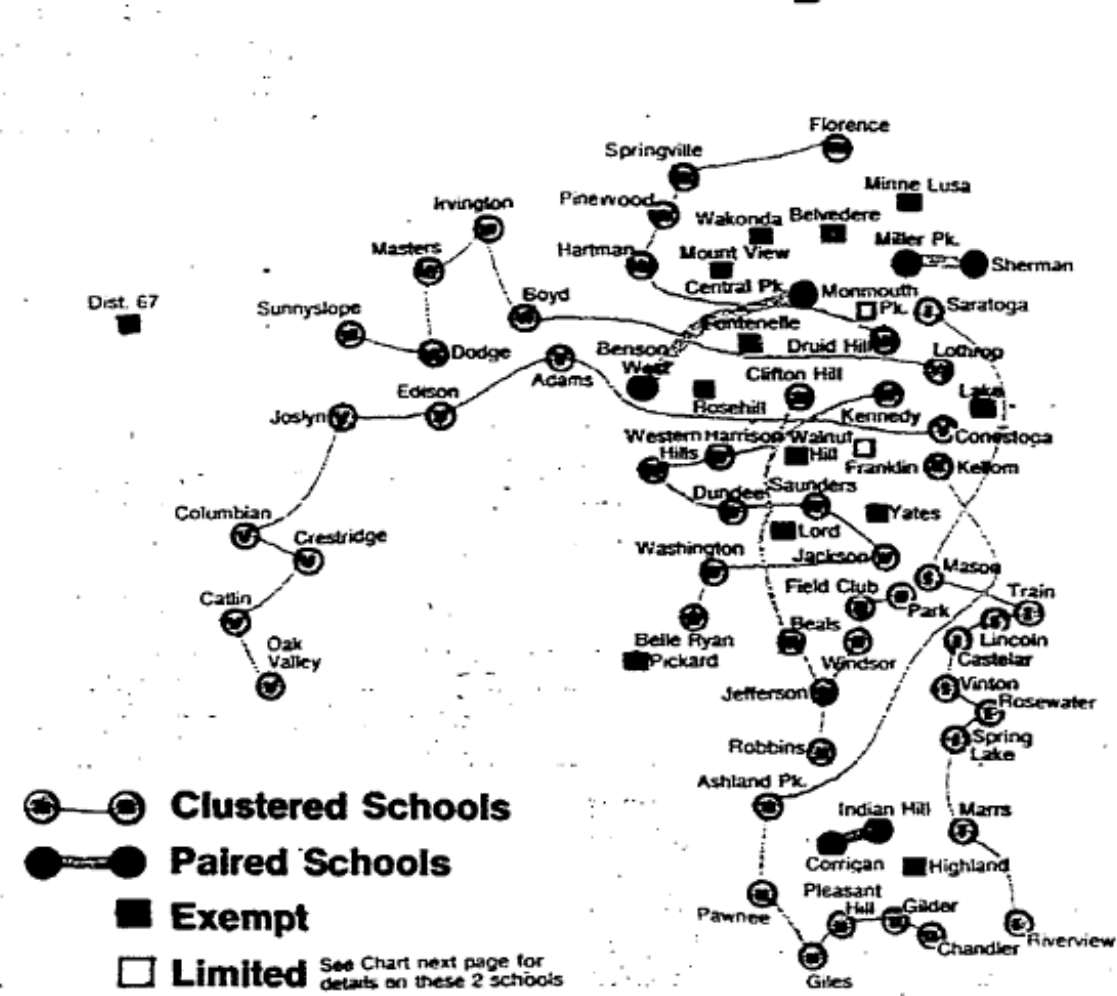 Florence
Springville
Minne Lusa
Irvington
Pinewood
Wakonda
Belvedere
Masters
Hartman
Mount View
Miller Pk.
Sherman
Dist. 67
Sunnyslope
Boyd
Central Pk.
Monmouth
Pk.
Saratoga
Fontenelle
Dodge
Benson
West
Druid Hill
Lothrop
Adams
Clifton Hill
Edison
Lake
Joslyn
Rosehill
Kennedy
Conestoga
Western
Hills
Harrison
Walnut
Hill
Franklin
Kellom
Dundee
Saunders
Columbian
Yates
Lord
Crestridge
Washington
Jackson
Mason
Catlin
Field Club
Park
Train
Beals
Lincoln
Oak
Valley
Belle Ryan
Pickard
Windsor
Castelar
Jefferson
Vinton
Rosewater
Robbins
Spring
Lake
Ashland Pk.
Clustered Schools
Indian Hill
Marrs
Paired Schools
Corrigan
Highland
Exempt
Pleasant
Hill
Gilder
Pawnee
Chandler
Riverview
Limited See Chart next page for
details on these 2 schools
Giles